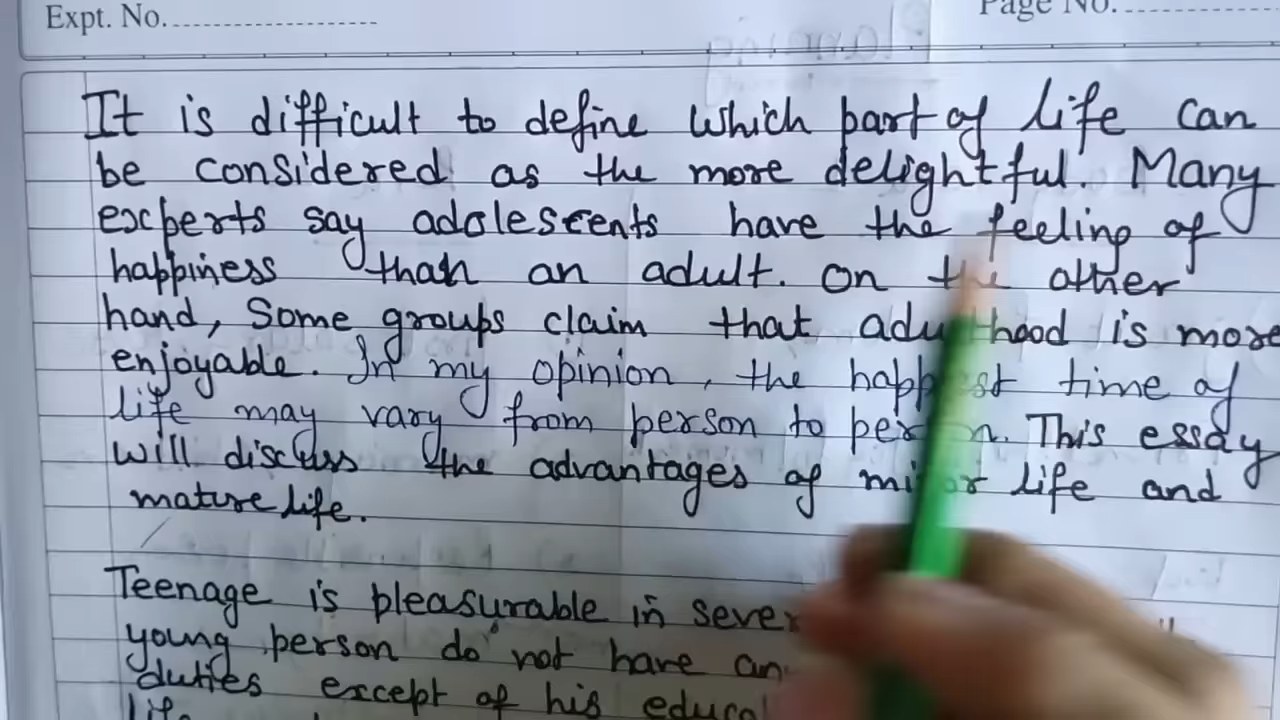 Expt. No.
Page No.
It is difficult to define which part of life can
be considered as the more delightful. Many
experts say adolescents have the feeling of
happiness than an adult. On the other
hand, Some groups claim that adulthood is more
enjoyable. In my opinion, the happiest time of
life may vary from person to person. This essay
will discuss the advantages of minor life and
mature life.
Teenage is pleasurable in
young person do not have
duties except of his
life